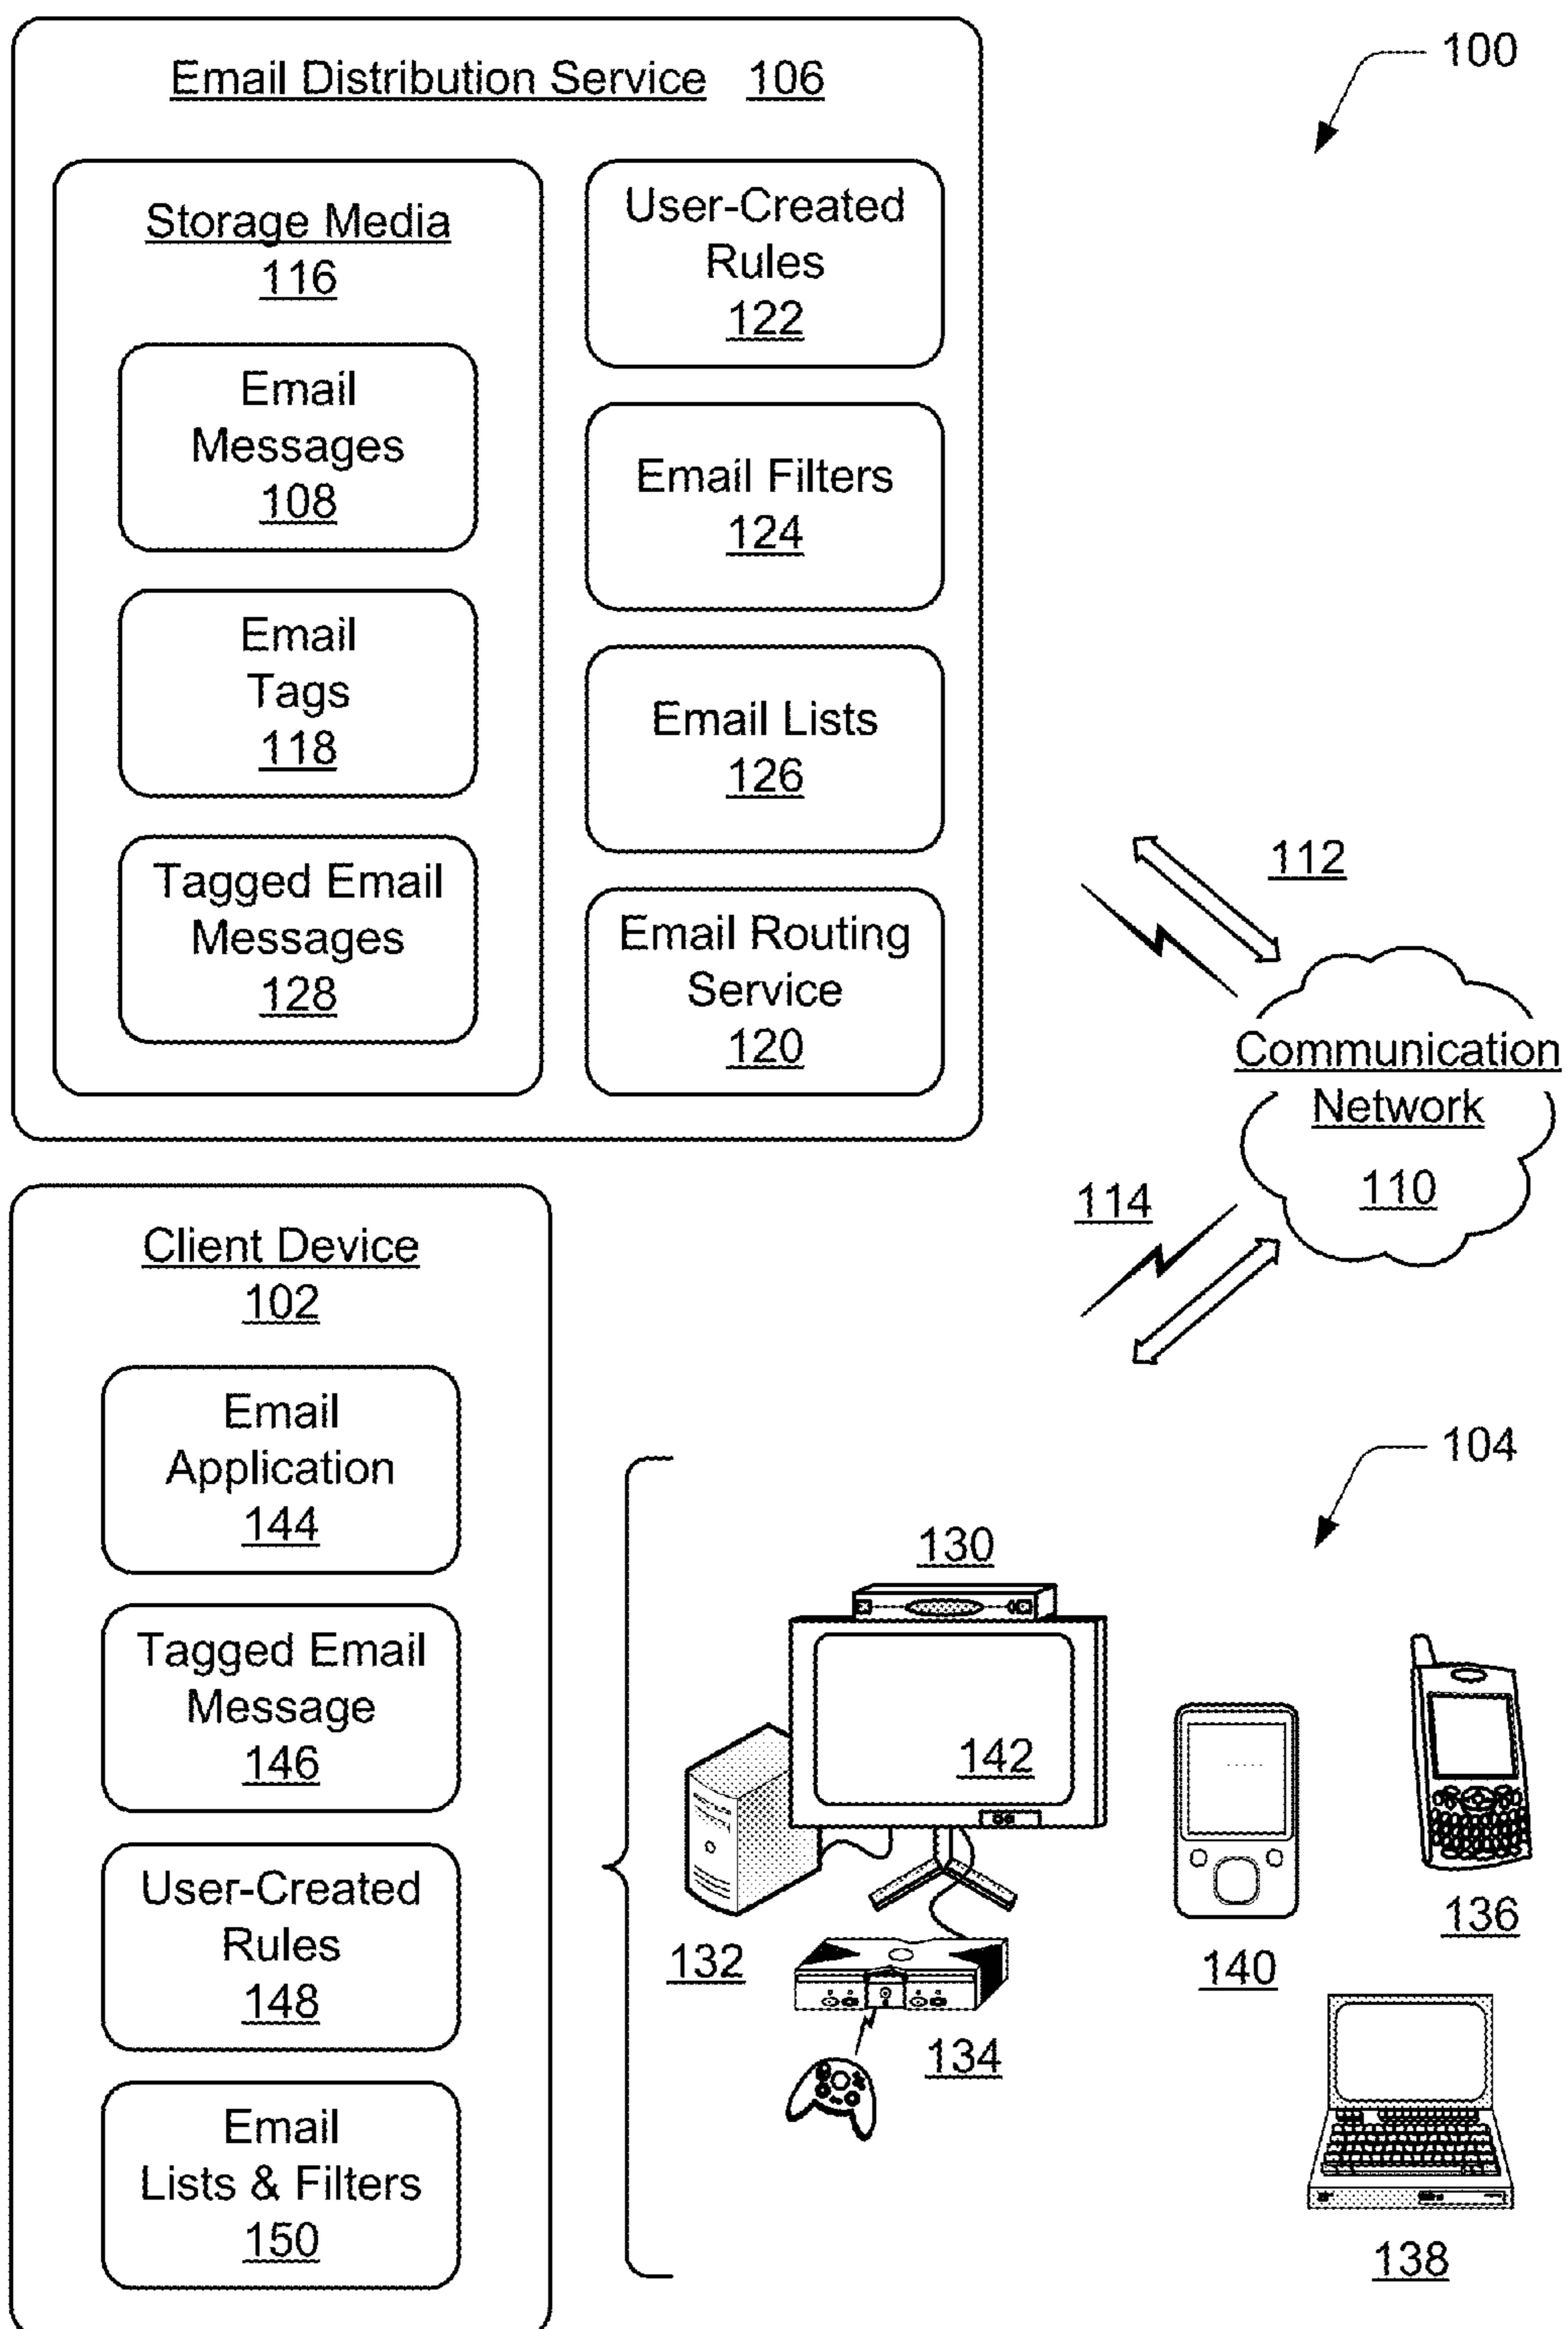 Email Distribution Service 106
100
Storage Media
116
Email
Messages
108
Email
Tags
118
Tagged Email
Messages
128
User-Created
Rules
122
Email Filters
124
Email Lists
126
Email Routing
Service
120
112
Communication
Network
110
114
Client Device
102
Email
Application
144
Tagged Email
Message
146
User-Created
Rules
148
Email
Lists & Filters
150
104
130
142
132
134
140
136
138